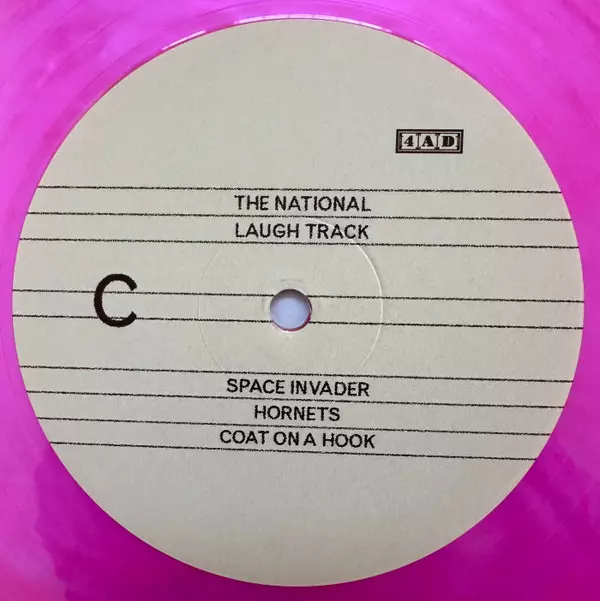 4AD
THE NATIONAL
LAUGH TRACK
C
SPACE INVADER
HORNETS
COAT ON A HOOK